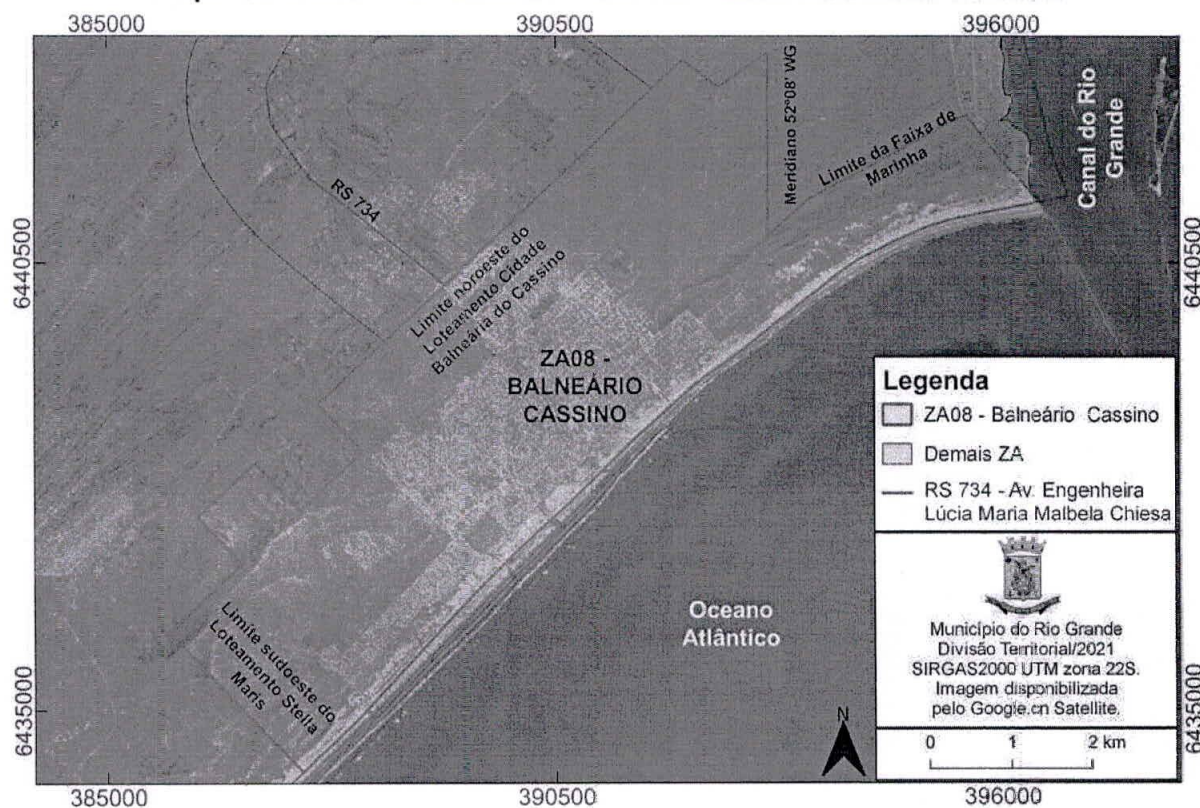 385000
390500
396000
Meridiano 52°08' WG
Limite da Faixa de
Marinha
Canal do Rio
Grande
RS 734
6440500
6440500
Limite noroeste do
Loteamento Cidade
Balneária do Cassino
ZA08 -
BALNEÁRIO
CASSINO
Legenda
ZA08 - Balneário Cassino
Demais ZA
RS 734 - Av. Engenheira
Lúcia Maria Malbela Chiesa
Oceano
Atlântico
Limite sudoeste do
Loteamento Stella
Maris
Município do Rio Grande
Divisão Territorial/2021
SIRGAS2000 UTM zona 22S.
Imagem disponibilizada
pelo Google.cn Satellite.
6435000
6435000
N
0 1 2 km
385000
390500
396000